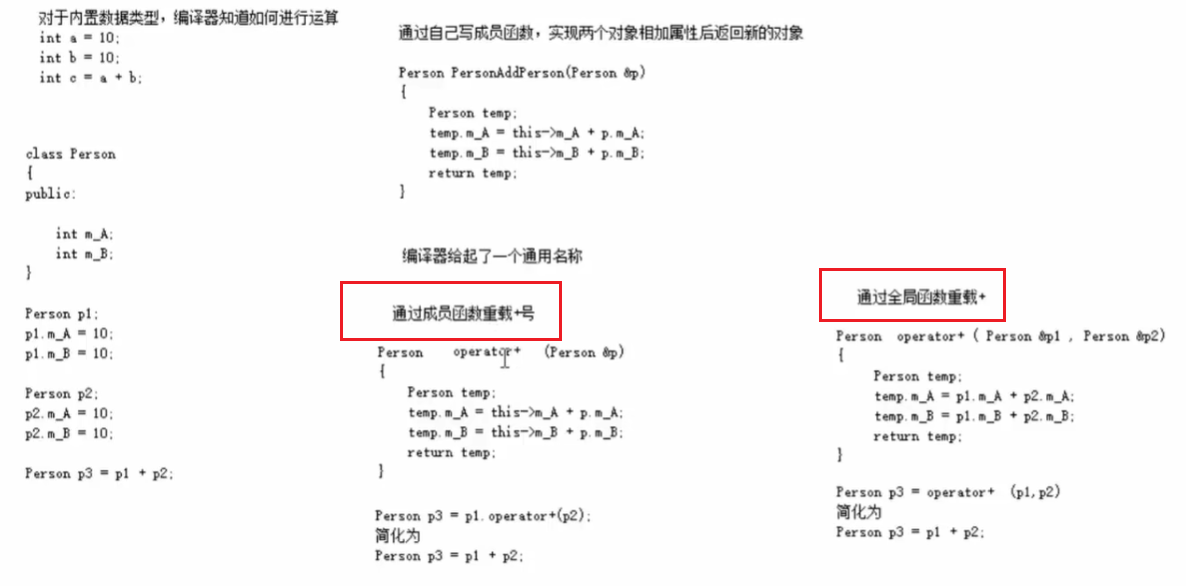 对于内置数据类型，编译器知道如何进行运算
int a = 10;
int b = 10;
int c = a + b;
class Person
{
public:
int m_A;
int m_B;
}
Person p1;
p1.m_A = 10;
p1.m_B = 10;
Person p2;
p2.m_A = 10;
p2.m_B = 10;
Person p3 = p1 + p2;
通过自己写成员函数，实现两个对象相加属性后返回新的对象
Person PersonAddPerson(Person &p)
{
Person temp;
temp.m_A = this->m_A + p.m_A;
temp.m_B = this->m_B + p.m_B;
return temp;
}
编译器给起了一个通用名称
通过成员函数重载+号
Person operator+ (Person &p)
{
Person temp;
temp.m_A = this->m_A + p.m_A;
temp.m_B = this->m_B + p.m_B;
return temp;
}
Person p3 = p1.operator+(p2);
简化为
Person p3 = p1 + p2;
通过全局函数重载+
Person operator+ ( Person &p1 , Person &p2)
{
Person temp;
temp.m_A = p1.m_A + p2.m_A;
temp.m_B = p1.m_B + p2.m_B;
return temp;
}
Person p3 = operator+ (p1,p2)
简化为
Person p3 = p1 + p2;